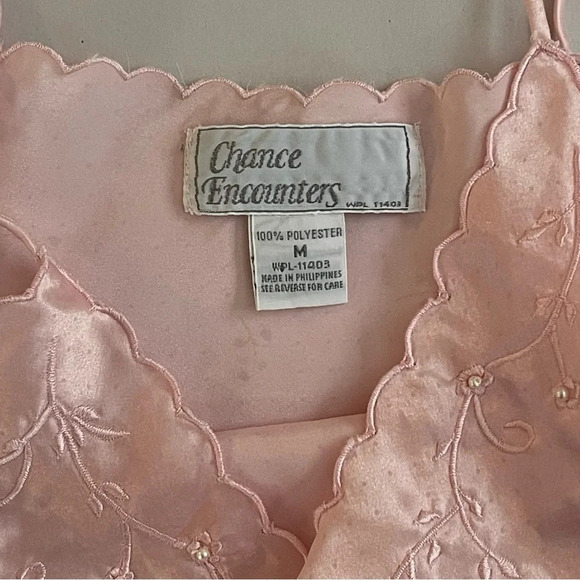 Chance
Encounters
WPL 11403
100% POLYESTER
M
WPL-11403
MADE IN PHILIPPINES
SEE REVERSE FOR CARE